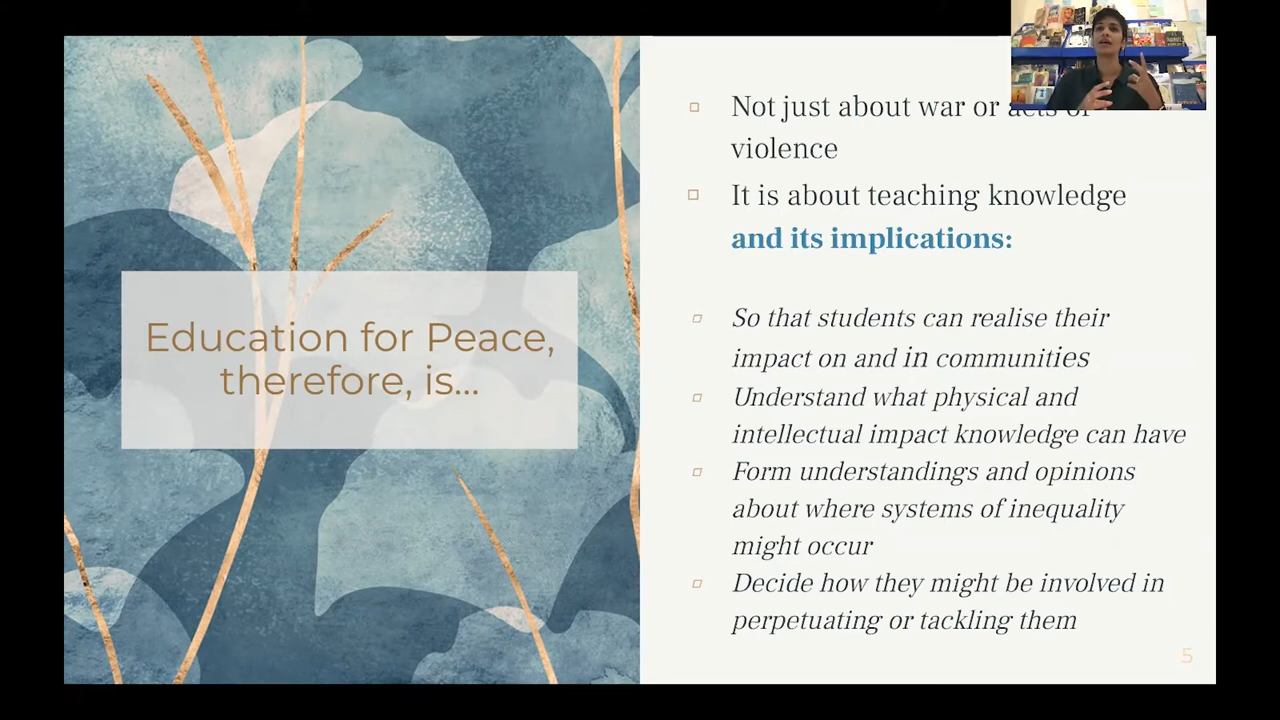 Education for Peace,
therefore, is...
Not just about war or acts of
violence
It is about teaching knowledge
and its implications:
So that students can realise their
impact on and in communities
Understand what physical and
intellectual impact knowledge can have
Form understandings and opinions
about where systems of inequality
might occur
Decide how they might be involved in
perpetuating or tackling them
5